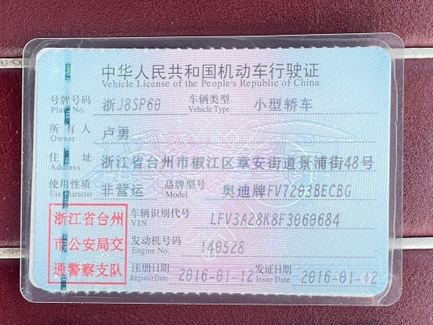 中华人民共和国机动车行驶证
Vehicle License of the People's Republic of China
号牌号码 Plate No. 浙J8SP60 车辆类型 Vehicle Type 小型轿车
所有人 Owner 卢勇
住址 Address 浙江省台州市椒江区章安街道景浦街48号
使用性质 Use Character 非营运 品牌型号 Model 奥迪牌FV7203BECBG
浙江省台州 车辆识别代号 VIN LFV3A28K8F3060684
市公安局交 发动机号码 Engine No. 140528
通警察支队 注册日期 Register Date 2016-01-12 发证日期 Issue Date 2016-01-12